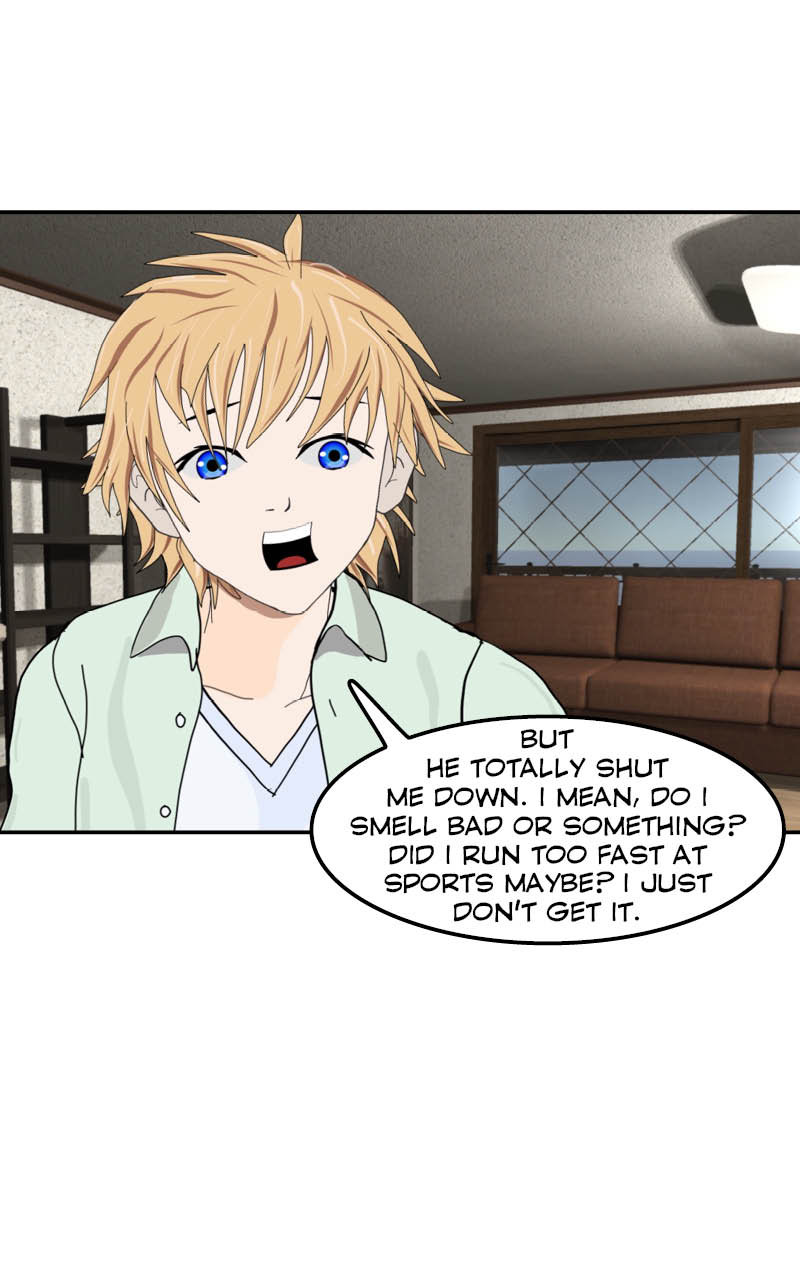 BUT
HE TOTALLY SHUT
ME DOWN. I MEAN, DO I
SMELL BAD OR SOMETHING?
DID I RUN TOO FAST AT
SPORTS MAYBE? I JUST
DON'T GET IT.